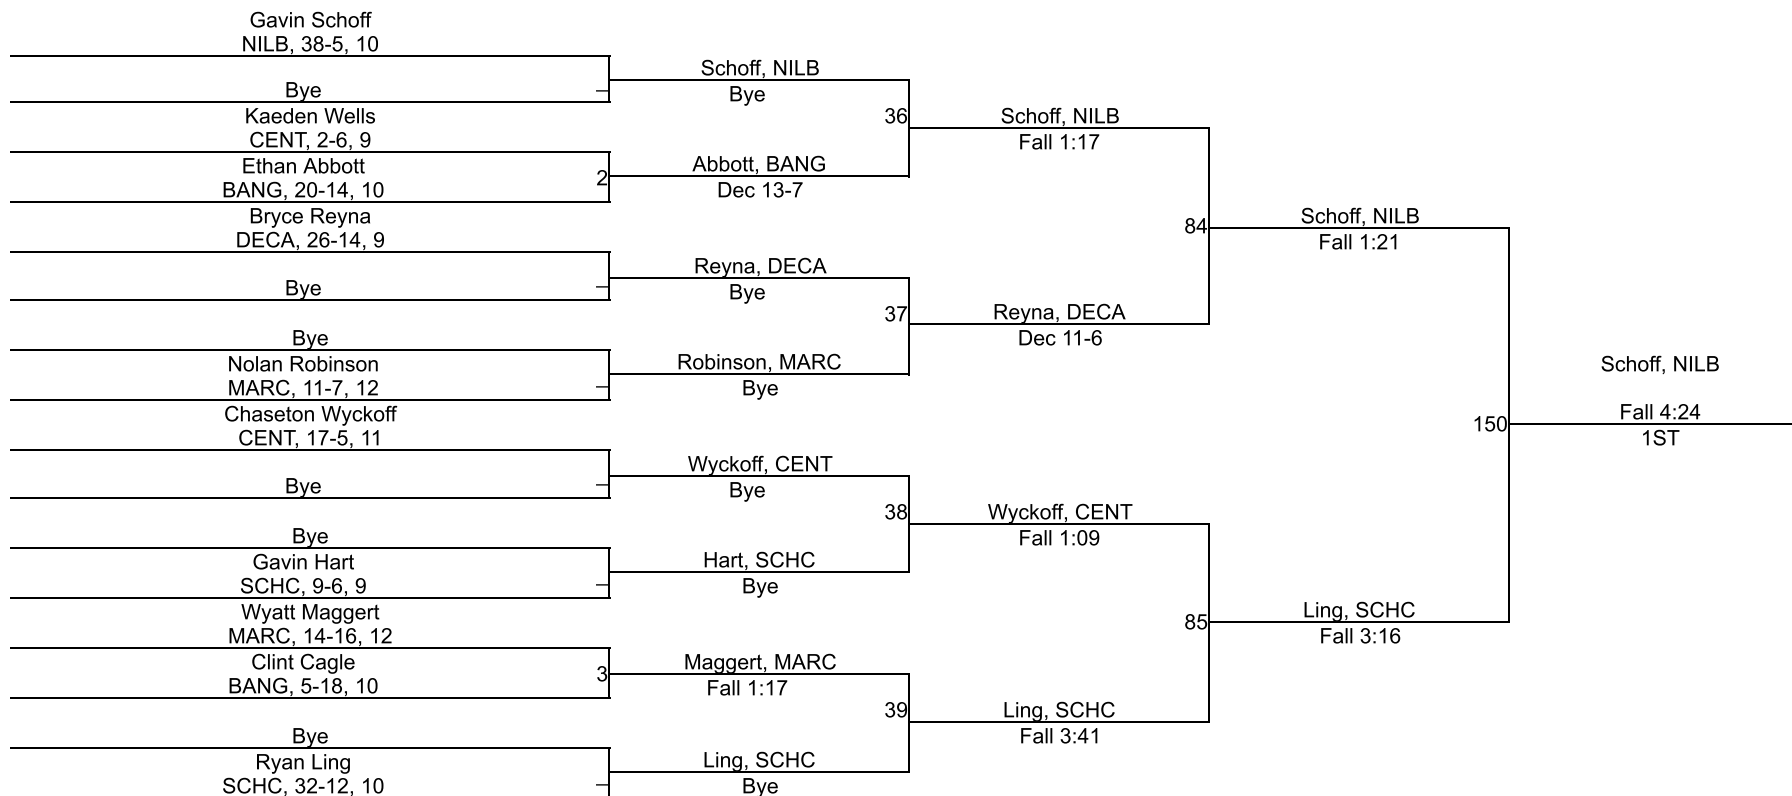 Gavin Schoff
NILB, 38-5, 10
Bye
Kaeden Wells
CENT, 2-6, 9
Ethan Abbott
BANG, 20-14, 10
2
Bryce Reyna
DECA, 26-14, 9
Bye
Bye
Nolan Robinson
MARC, 11-7, 12
Chaseton Wyckoff
CENT, 17-5, 11
Bye
Bye
Gavin Hart
SCHC, 9-6, 9
Wyatt Maggert
MARC, 14-16, 12
Clint Cagle
BANG, 5-18, 10
3
Bye
Ryan Ling
SCHC, 32-12, 10
Schoff, NILB
Bye
36
Abbott, BANG
Dec 13-7
Reyna, DECA
Bye
37
Robinson, MARC
Bye
Wyckoff, CENT
Bye
38
Hart, SCHC
Bye
Maggert, MARC
Fall 1:17
39
Ling, SCHC
Bye
Schoff, NILB
Fall 1:17
84
Reyna, DECA
Dec 11-6
Wyckoff, CENT
Fall 1:09
85
Ling, SCHC
Fall 3:41
Schoff, NILB
Fall 1:21
150
Ling, SCHC
Fall 3:16
Schoff, NILB
Fall 4:24
1ST